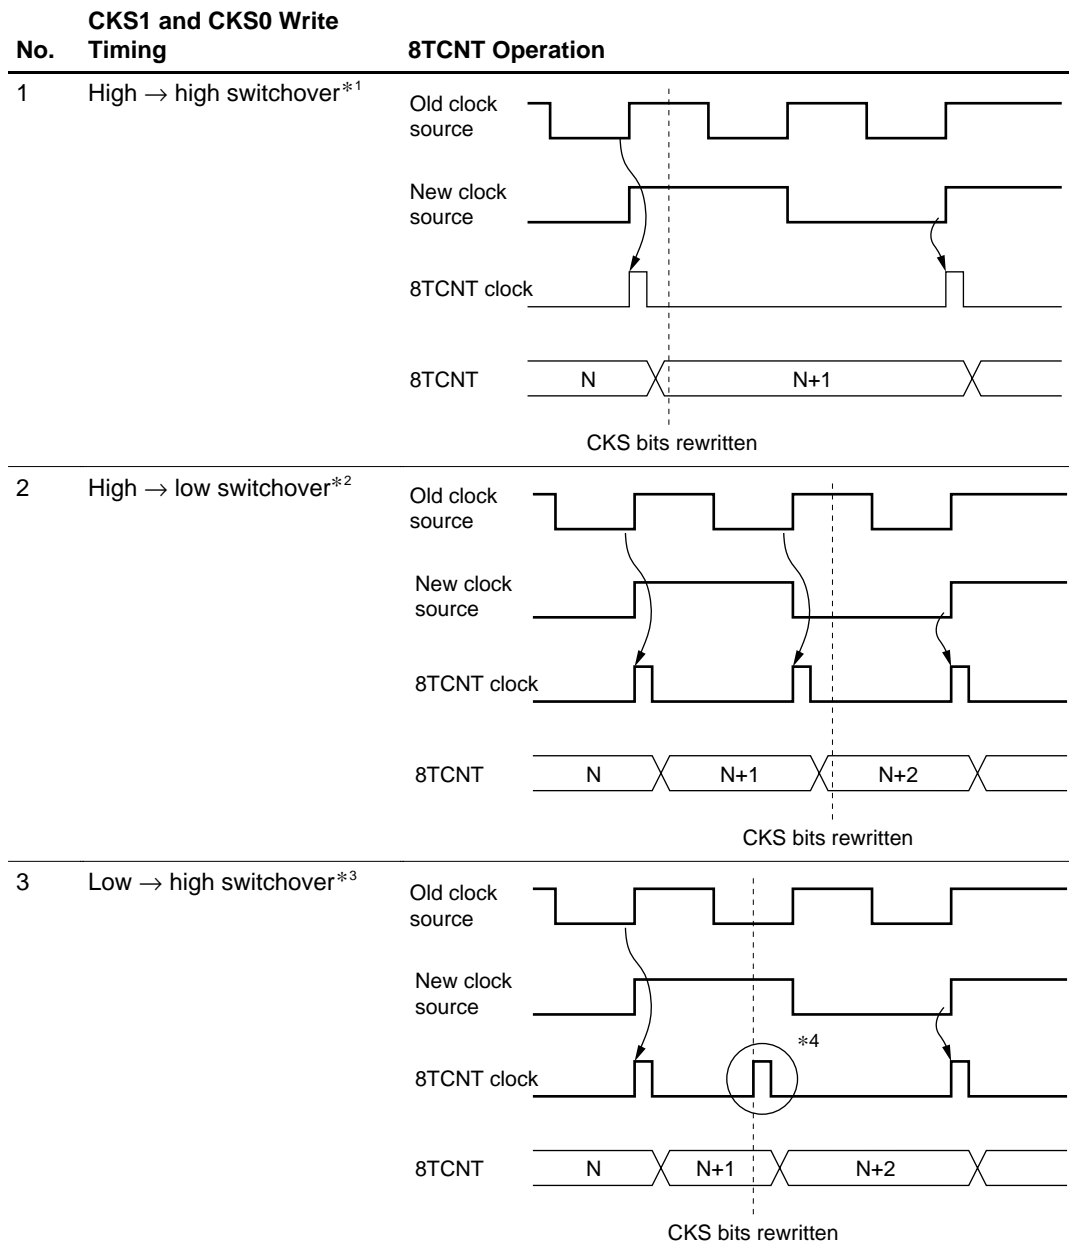 No.
CKS1 and CKS0 Write
Timing
8TCNT Operation
1
High → high switchover*1
Old clock
source
New clock
source
8TCNT clock
8TCNT
N
N+1
CKS bits rewritten
2
High → low switchover*2
Old clock
source
New clock
source
8TCNT clock
8TCNT
N
N+1
N+2
CKS bits rewritten
3
Low → high switchover*3
Old clock
source
New clock
source
*4
8TCNT clock
8TCNT
N
N+1
N+2
CKS bits rewritten